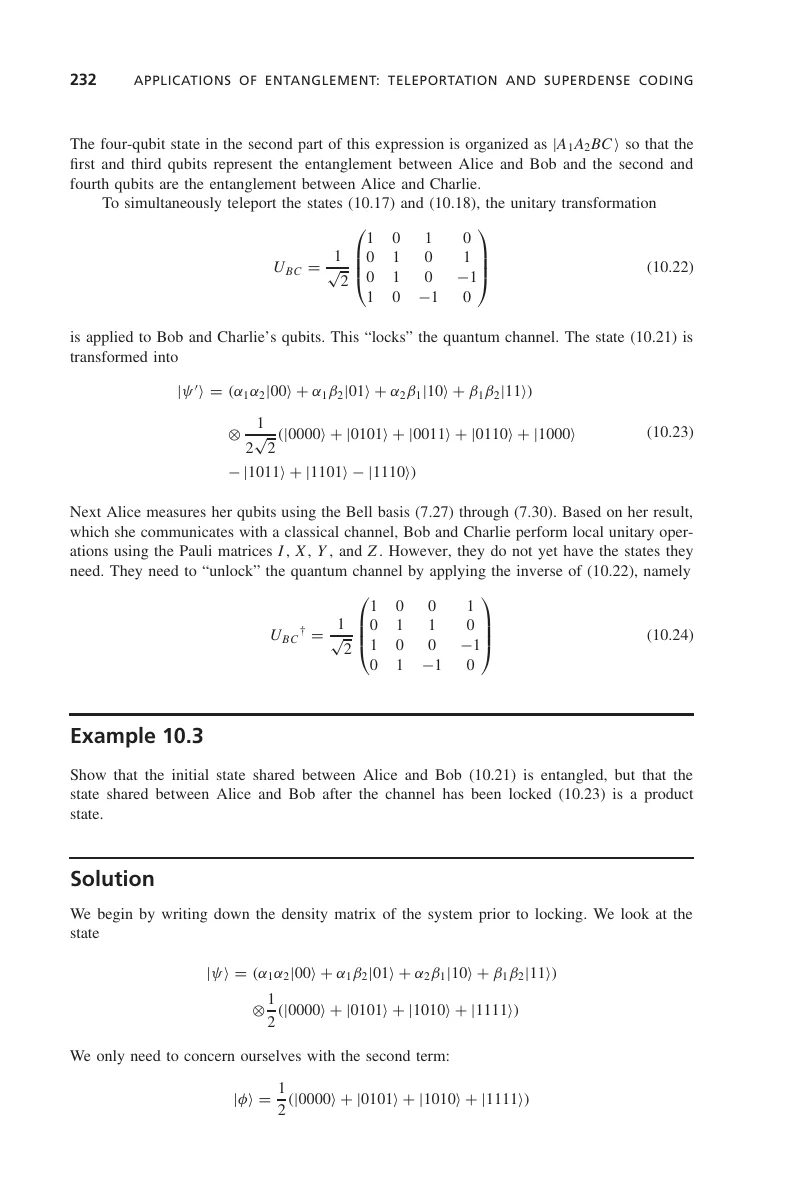 232 APPLICATIONS OF ENTANGLEMENT: TELEPORTATION AND SUPERDENSE CODING
The four-qubit state in the second part of this expression is organized as |A₁A₂BC⟩ so that the
first and third qubits represent the entanglement between Alice and Bob and the second and
fourth qubits are the entanglement between Alice and Charlie.
To simultaneously teleport the states (10.17) and (10.18), the unitary transformation
U_BC = 1/√2 ( 1 0 1 0
0 1 0 1
0 1 0 −1
1 0 −1 0 ) (10.22)
is applied to Bob and Charlie's qubits. This “locks” the quantum channel. The state (10.21) is
transformed into
|ψ′⟩ = (α₁α₂|00⟩ + α₁β₂|01⟩ + α₂β₁|10⟩ + β₁β₂|11⟩)
⊗ 1/(2√2) (|0000⟩ + |0101⟩ + |0011⟩ + |0110⟩ + |1000⟩ (10.23)
− |1011⟩ + |1101⟩ − |1110⟩)
Next Alice measures her qubits using the Bell basis (7.27) through (7.30). Based on her result,
which she communicates with a classical channel, Bob and Charlie perform local unitary oper-
ations using the Pauli matrices I, X, Y, and Z. However, they do not yet have the states they
need. They need to “unlock” the quantum channel by applying the inverse of (10.22), namely
U_BC† = 1/√2 ( 1 0 0 1
0 1 1 0
1 0 0 −1
0 1 −1 0 ) (10.24)
Example 10.3
Show that the initial state shared between Alice and Bob (10.21) is entangled, but that the
state shared between Alice and Bob after the channel has been locked (10.23) is a product
state.
Solution
We begin by writing down the density matrix of the system prior to locking. We look at the
state
|ψ⟩ = (α₁α₂|00⟩ + α₁β₂|01⟩ + α₂β₁|10⟩ + β₁β₂|11⟩)
⊗ 1/2 (|0000⟩ + |0101⟩ + |1010⟩ + |1111⟩)
We only need to concern ourselves with the second term:
|ϕ⟩ = 1/2 (|0000⟩ + |0101⟩ + |1010⟩ + |1111⟩)